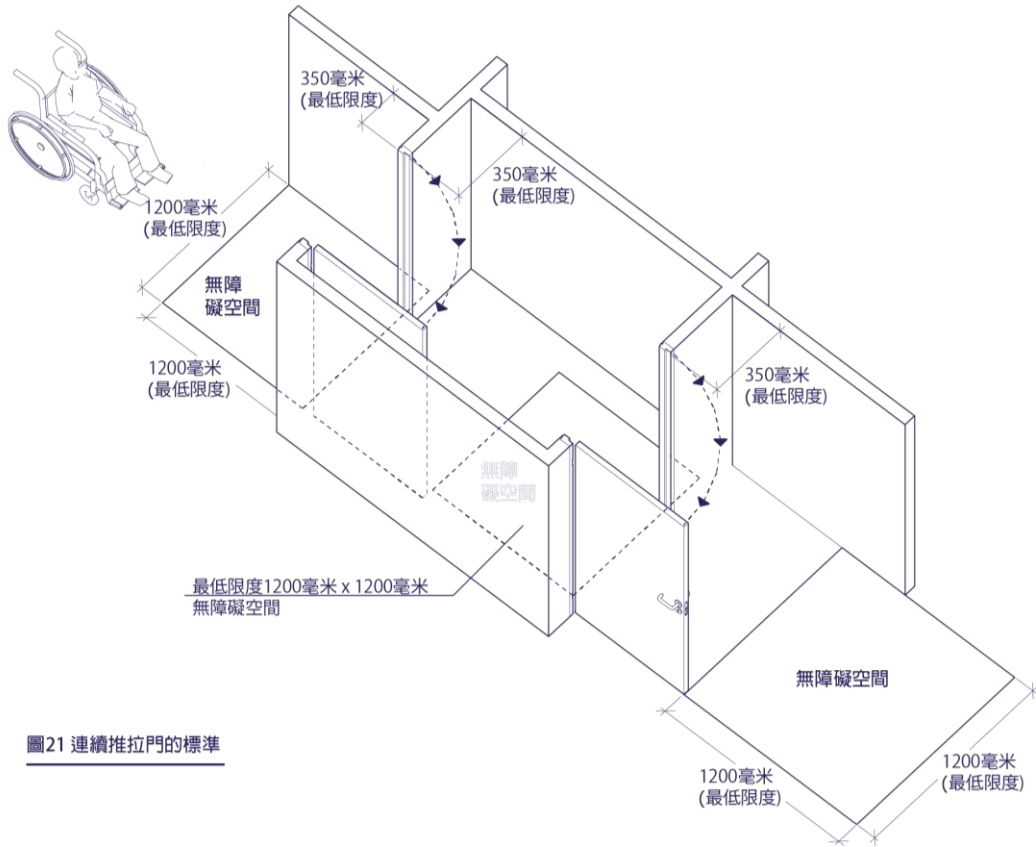 350毫米
(最低限度)
350毫米
(最低限度)
1200毫米
(最低限度)
無障
礙空間
1200毫米
(最低限度)
350毫米
(最低限度)
無障
礙空間
最低限度1200毫米 x 1200毫米
無障礙空間
無障礙空間
圖21 連續推拉門的標準
1200毫米
(最低限度)
1200毫米
(最低限度)